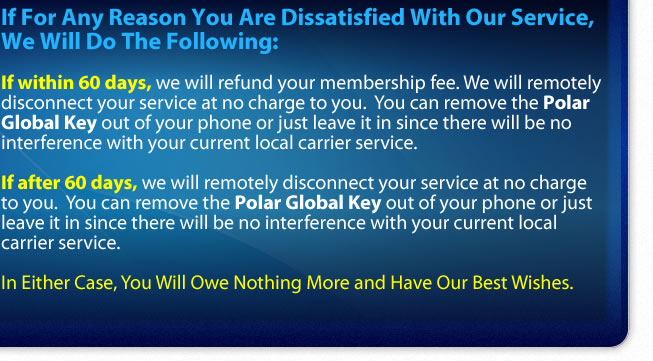 If For Any Reason You Are Dissatisfied With Our Service,
We Will Do The Following:
If within 60 days, we will refund your membership fee. We will remotely
disconnect your service at no charge to you.  You can remove the Polar
Global Key out of your phone or just leave it in since there will be no
interference with your current local carrier service.
If after 60 days, we will remotely disconnect your service at no charge
to you.  You can remove the Polar Global Key out of your phone or just
leave it in since there will be no interference with your current local
carrier service.
In Either Case, You Will Owe Nothing More and Have Our Best Wishes.